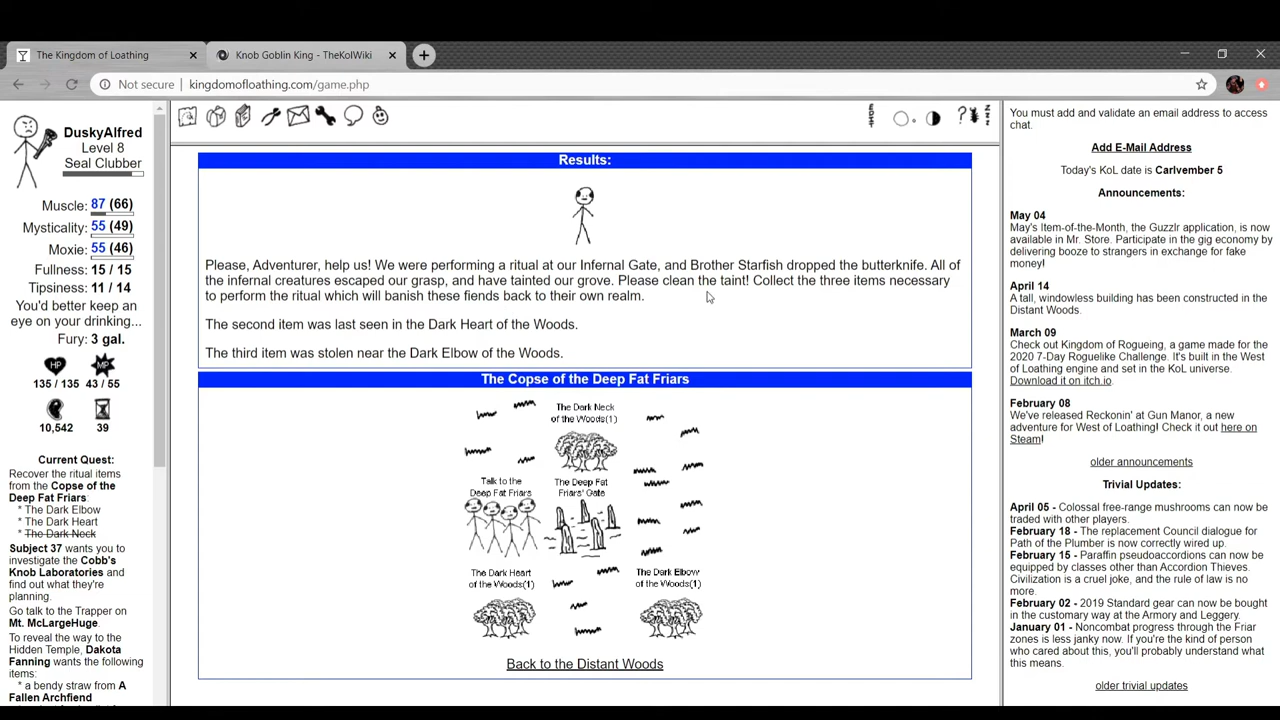 The Kingdom of Loathing
Knob Goblin King - TheKolWiki
Not secure
kingdomofloathing.com/game.php
DuskyAlfred
Level 8
Seal Clubber
Muscle: 87 (66)
Mysticality: 55 (49)
Moxie: 55 (46)
Fullness: 15 / 15
Tipsiness: 11 / 14
You'd better keep an
eye on your drinking...
Fury: 3 gal.
HP
MP
135 / 135
43 / 55
10,542
39
Current Quest:
Recover the ritual items
from the Copse of the
Deep Fat Friars:
* The Dark Elbow
* The Dark Heart
* The Dark Neck
Subject 37 wants you to
investigate the Cobb's
Knob Laboratories and
find out what they're
planning.
Go talk to the Trapper on
Mt. McLargeHuge.
To reveal the way to the
Hidden Temple, Dakota
Fanning wants the following
items:
* a bendy straw from A
Fallen Archfiend
EDIT
Results:
Please, Adventurer, help us! We were performing a ritual at our Infernal Gate, and Brother Starfish dropped the butterknife. All of
the infernal creatures escaped our grasp, and have tainted our grove. Please clean the taint! Collect the three items necessary
to perform the ritual which will banish these fiends back to their own realm.
The second item was last seen in the Dark Heart of the Woods.
The third item was stolen near the Dark Elbow of the Woods.
The Copse of the Deep Fat Friars
The Dark Neck
of the Woods(1)
Talk to the
Deep Fat Friars
The Deep Fat
Friars' Gate
The Dark Heart
of the Woods(1)
The Dark Elbow
of the Woods(1)
Back to the Distant Woods
You must add and validate an email address to access
chat.
Add E-Mail Address
Today's KoL date is Carlvember 5
Announcements:
May 04
May's Item-of-the-Month, the Guzzlr application, is now
available in Mr. Store. Participate in the gig economy by
delivering booze to strangers in exchange for fake
money!
April 14
A tall, windowless building has been constructed in the
Distant Woods.
March 09
Check out Kingdom of Rogueing, a game made for the
2020 7-Day Roguelike Challenge. It's built in the West
of Loathing engine and set in the KoL universe.
Download it on itch.io.
February 08
We've released Reckonin' at Gun Manor, a new
adventure for West of Loathing! Check it out here on
Steam!
older announcements
Trivial Updates:
April 05 - Colossal free-range mushrooms can now be
traded with other players.
February 18 - The replacement Council dialogue for
Path of the Plumber is now correctly wired up.
February 15 - Paraffin pseudoaccordions can now be
equipped by classes other than Accordion Thieves.
Civilization is a cruel joke, and the rule of law is no
more.
February 02 - 2019 Standard gear can now be bought
in the customary way at the Armory and Leggery.
January 01 - Noncombat progress through the Friar
zones is less janky now. If you're the kind of person
who cared about this, you'll probably understand what
this means.
older trivial updates